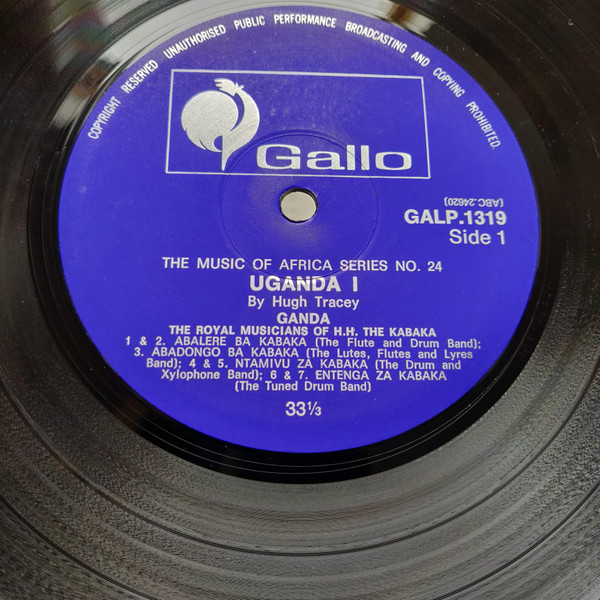 COPYRIGHT RESERVED UNAUTHORISED PUBLIC PERFORMANCE BROADCASTING AND COPYING PROHIBITED.
Gallo
(ABC.24620)
GALP.1319
Side 1
THE MUSIC OF AFRICA SERIES NO. 24
UGANDA I
By Hugh Tracey
GANDA
THE ROYAL MUSICIANS OF H.H. THE KABAKA
1 & 2. ABALERE BA KABAKA (The Flute and Drum Band);
3. ABADONGO BA KABAKA (The Lutes, Flutes and Lyres
Band); 4 & 5. NTAMIVU ZA KABAKA (The Drum and
Xylophone Band); 6 & 7. ENTENGA ZA KABAKA
(The Tuned Drum Band)
33⅓